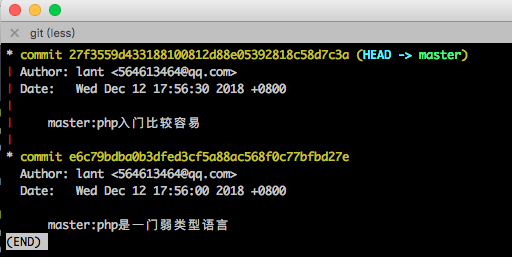 git (less)
* commit 27f3559d433188100812d88e05392818c58d7c3a (HEAD -> master)
| Author: lant <564613464@qq.com>
| Date:   Wed Dec 12 17:56:30 2018 +0800
|
|     master:php入门比较容易
|
* commit e6c79bdba0b3dfed3cf5a88ac568f0c77bfbd27e
Author: lant <564613464@qq.com>
Date:   Wed Dec 12 17:56:00 2018 +0800
master:php是一门弱类型语言
(END)